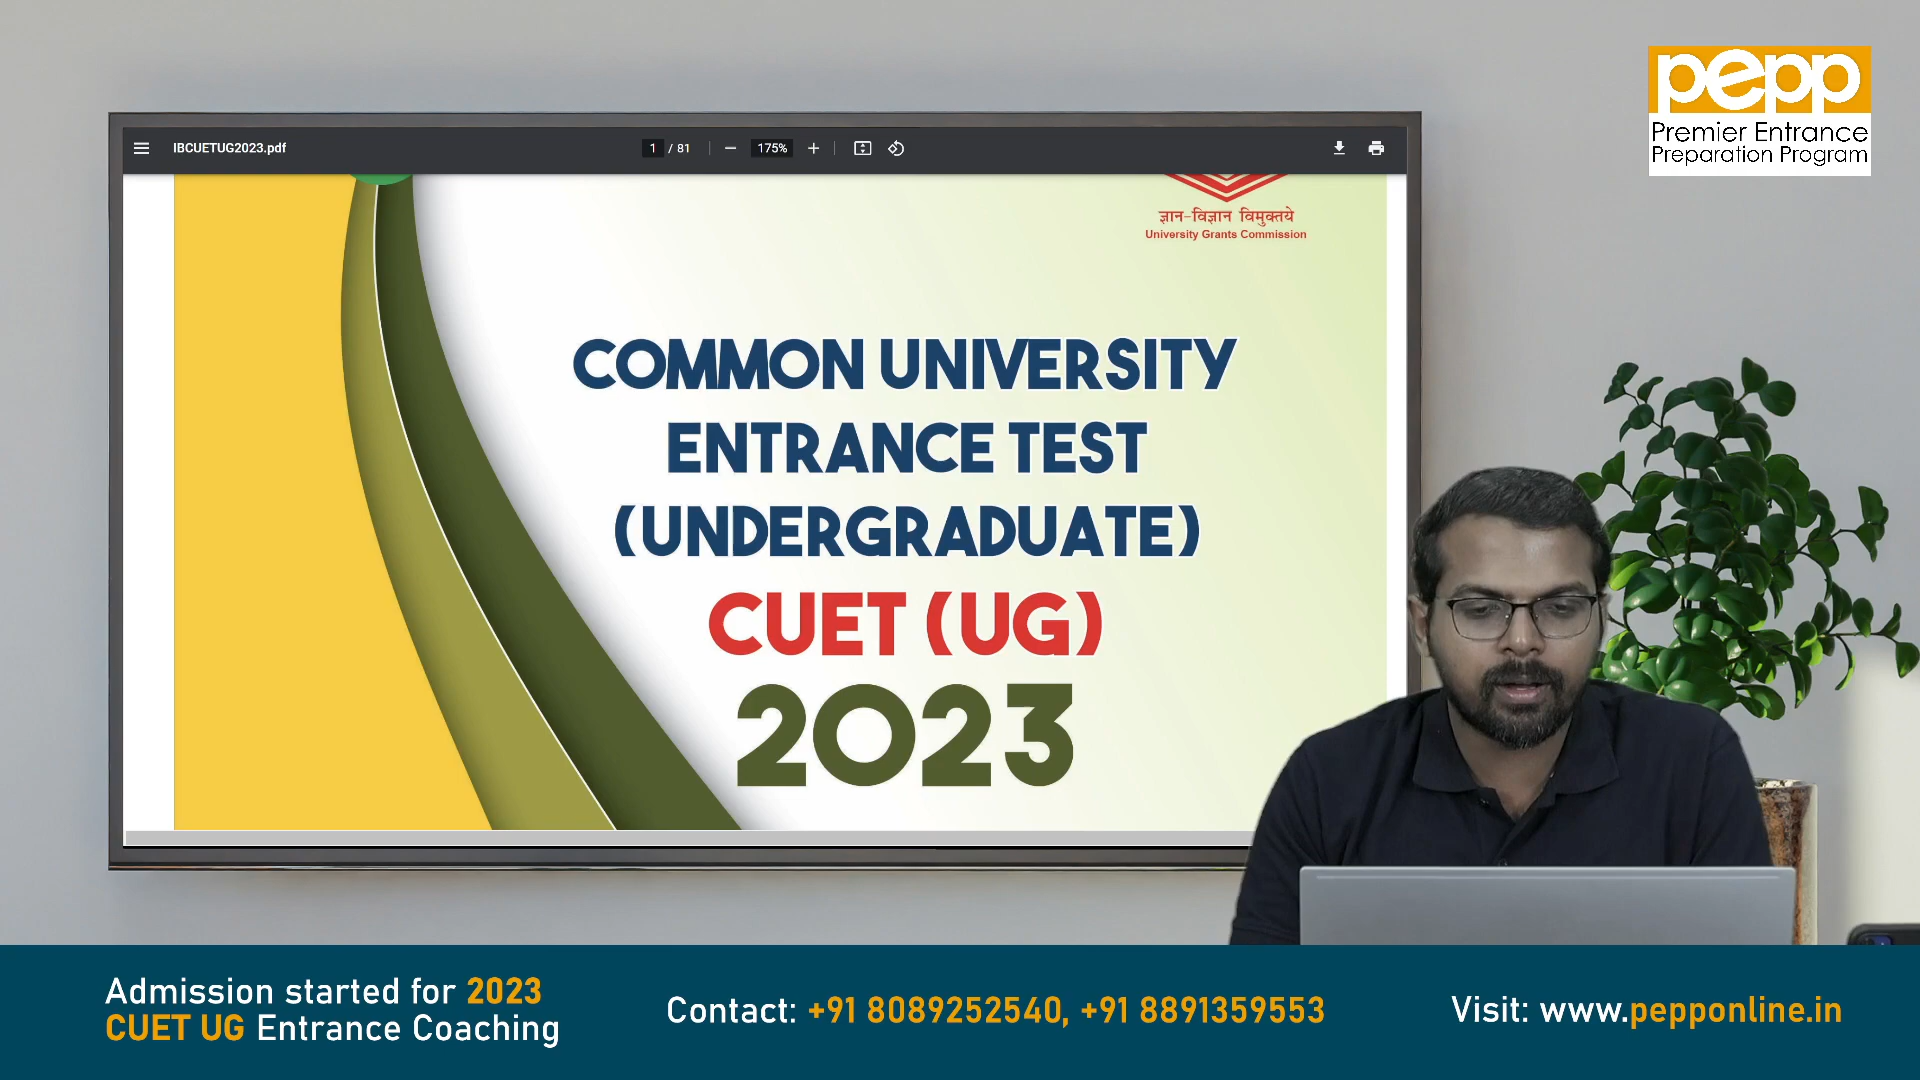 pepp
Premier Entrance
Preparation Program
IBCUETUG2023.pdf
1 / 81
175%
ज्ञान-विज्ञान विमुक्तये
University Grants Commission
COMMON UNIVERSITY
ENTRANCE TEST
(UNDERGRADUATE)
CUET (UG)
2023
Admission started for 2023
CUET UG Entrance Coaching
Contact: +91 8089252540, +91 8891359553
Visit: www.pepponline.in